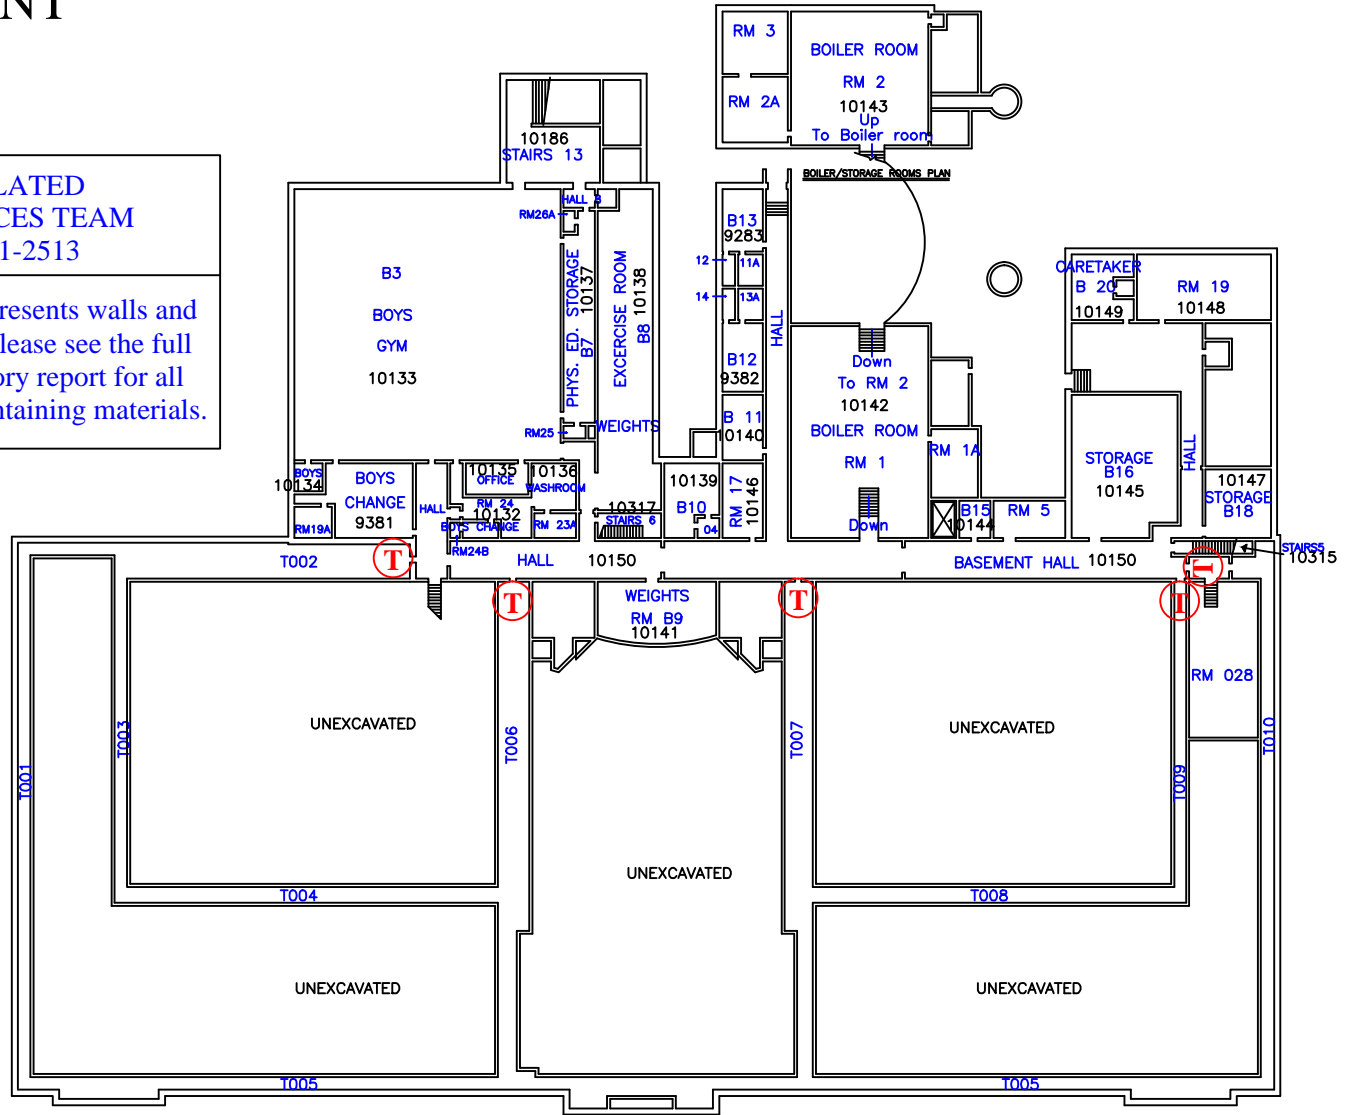 LATED
CES TEAM
1-2513
resents walls and
lease see the full
ory report for all
ntaining materials.
RM 3
BOILER ROOM
RM 2
10143
RM 2A
Up
To Boiler room
BOILER/STORAGE ROOMS PLAN
10186
STAIRS 13
HALL 8
RM26A
B3
BOYS
GYM
10133
PHYS. ED. STORAGE
B7
10137
EXCERCISE ROOM
10138
B8
WEIGHTS
RM25
B13
9283
12
11A
14
13A
HALL
B12
9382
B 11
10140
Down
To RM 2
10142
BOILER ROOM
RM 1
Down
RM 1A
CARETAKER
B 20
10149
RM 19
10148
STORAGE
B16
10145
HALL
10147
STORAGE
B18
BOYS
10134
BOYS
CHANGE
9381
RM19A
HALL
10135
OFFICE
10136
WASHROOM
RM 24
10132
BOYS CHANGE
RM 23A
RM24B
10317
STAIRS 6
10139
B10
04
RM 17
10146
B15
10144
RM 5
STAIRS5
10315
T002
T
HALL
10150
BASEMENT HALL
10150
T
T
T
T
WEIGHTS
RM B9
10141
RM 028
UNEXCAVATED
UNEXCAVATED
T001
T003
T006
T007
T009
T010
UNEXCAVATED
T004
T008
UNEXCAVATED
UNEXCAVATED
T005
T005